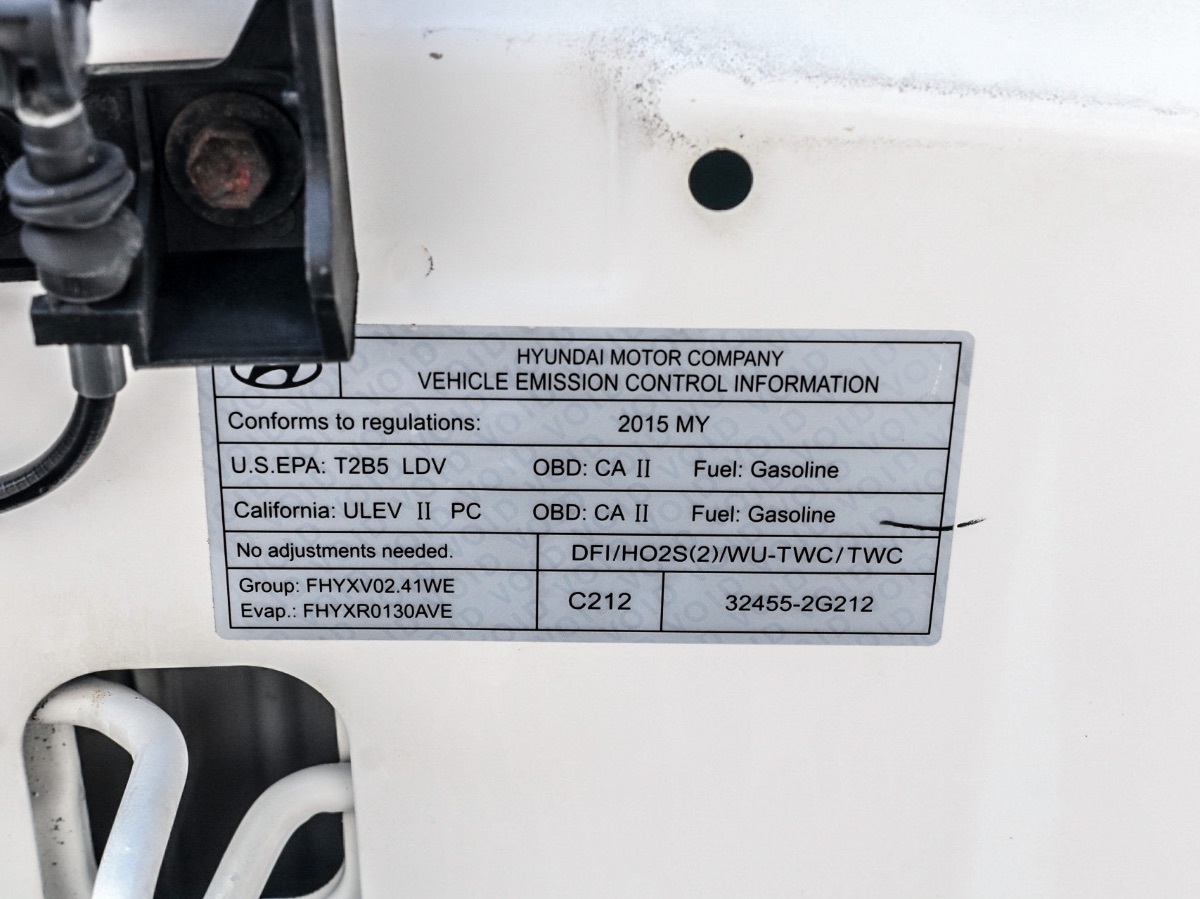 HYUNDAI MOTOR COMPANY
VEHICLE EMISSION CONTROL INFORMATION
Conforms to regulations: 2015 MY
U.S.EPA: T2B5 LDV OBD: CA II Fuel: Gasoline
California: ULEV II PC OBD: CA II Fuel: Gasoline
No adjustments needed. DFI/HO2S(2)/WU-TWC/TWC
Group: FHYXV02.41WE
Evap.: FHYXR0130AVE
C212 32455-2G212